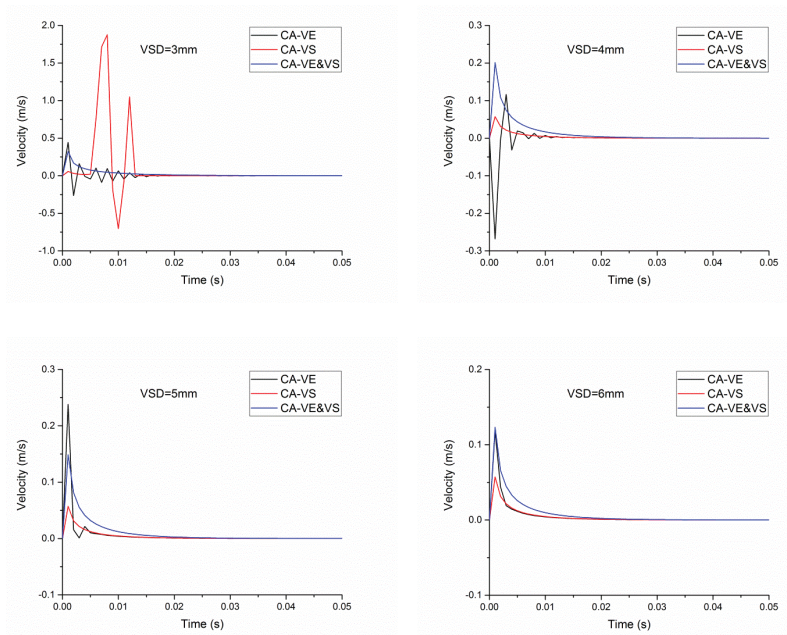 2.0
1.5
1.0
0.5
0.0
-0.5
-1.0
Velocity (m/s)
VSD=3mm
CA-VE
CA-VS
CA-VE&VS
0.00 0.01 0.02 0.03 0.04 0.05
Time (s)
0.3
0.2
0.1
0.0
-0.1
-0.2
-0.3
Velocity (m/s)
VSD=4mm
CA-VE
CA-VS
CA-VE&VS
0.00 0.01 0.02 0.03 0.04 0.05
Time (s)
0.3
0.2
0.1
0.0
-0.1
Velocity (m/s)
VSD=5mm
CA-VE
CA-VS
CA-VE&VS
0.00 0.01 0.02 0.03 0.04 0.05
Time (s)
0.2
0.1
0.0
-0.1
Velocity (m/s)
VSD=6mm
CA-VE
CA-VS
CA-VE&VS
0.00 0.01 0.02 0.03 0.04 0.05
Time (s)